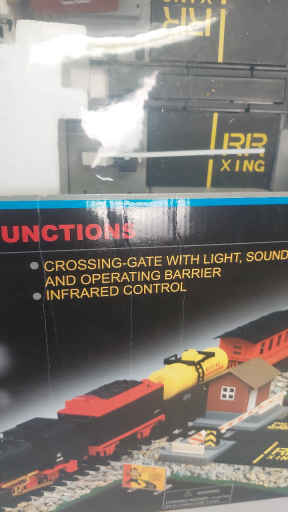 RR
XING
UNCTIONS
CROSSING-GATE WITH LIGHT, SOUND
AND OPERATING BARRIER
INFRARED CONTROL